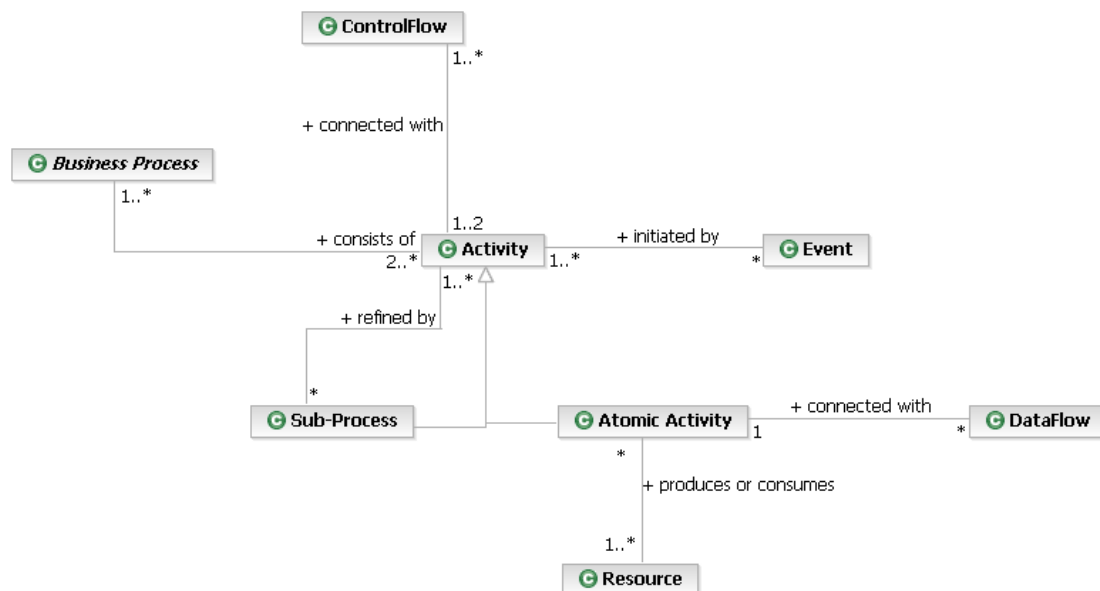 ControlFlow
1..*
+ connected with
Business Process
1..*
1..2
+ consists of
Activity
+ initiated by
Event
2..*
1..*
*
1..*
+ refined by
*
Sub-Process
Atomic Activity
+ connected with
DataFlow
1
*
*
+ produces or consumes
1..*
Resource